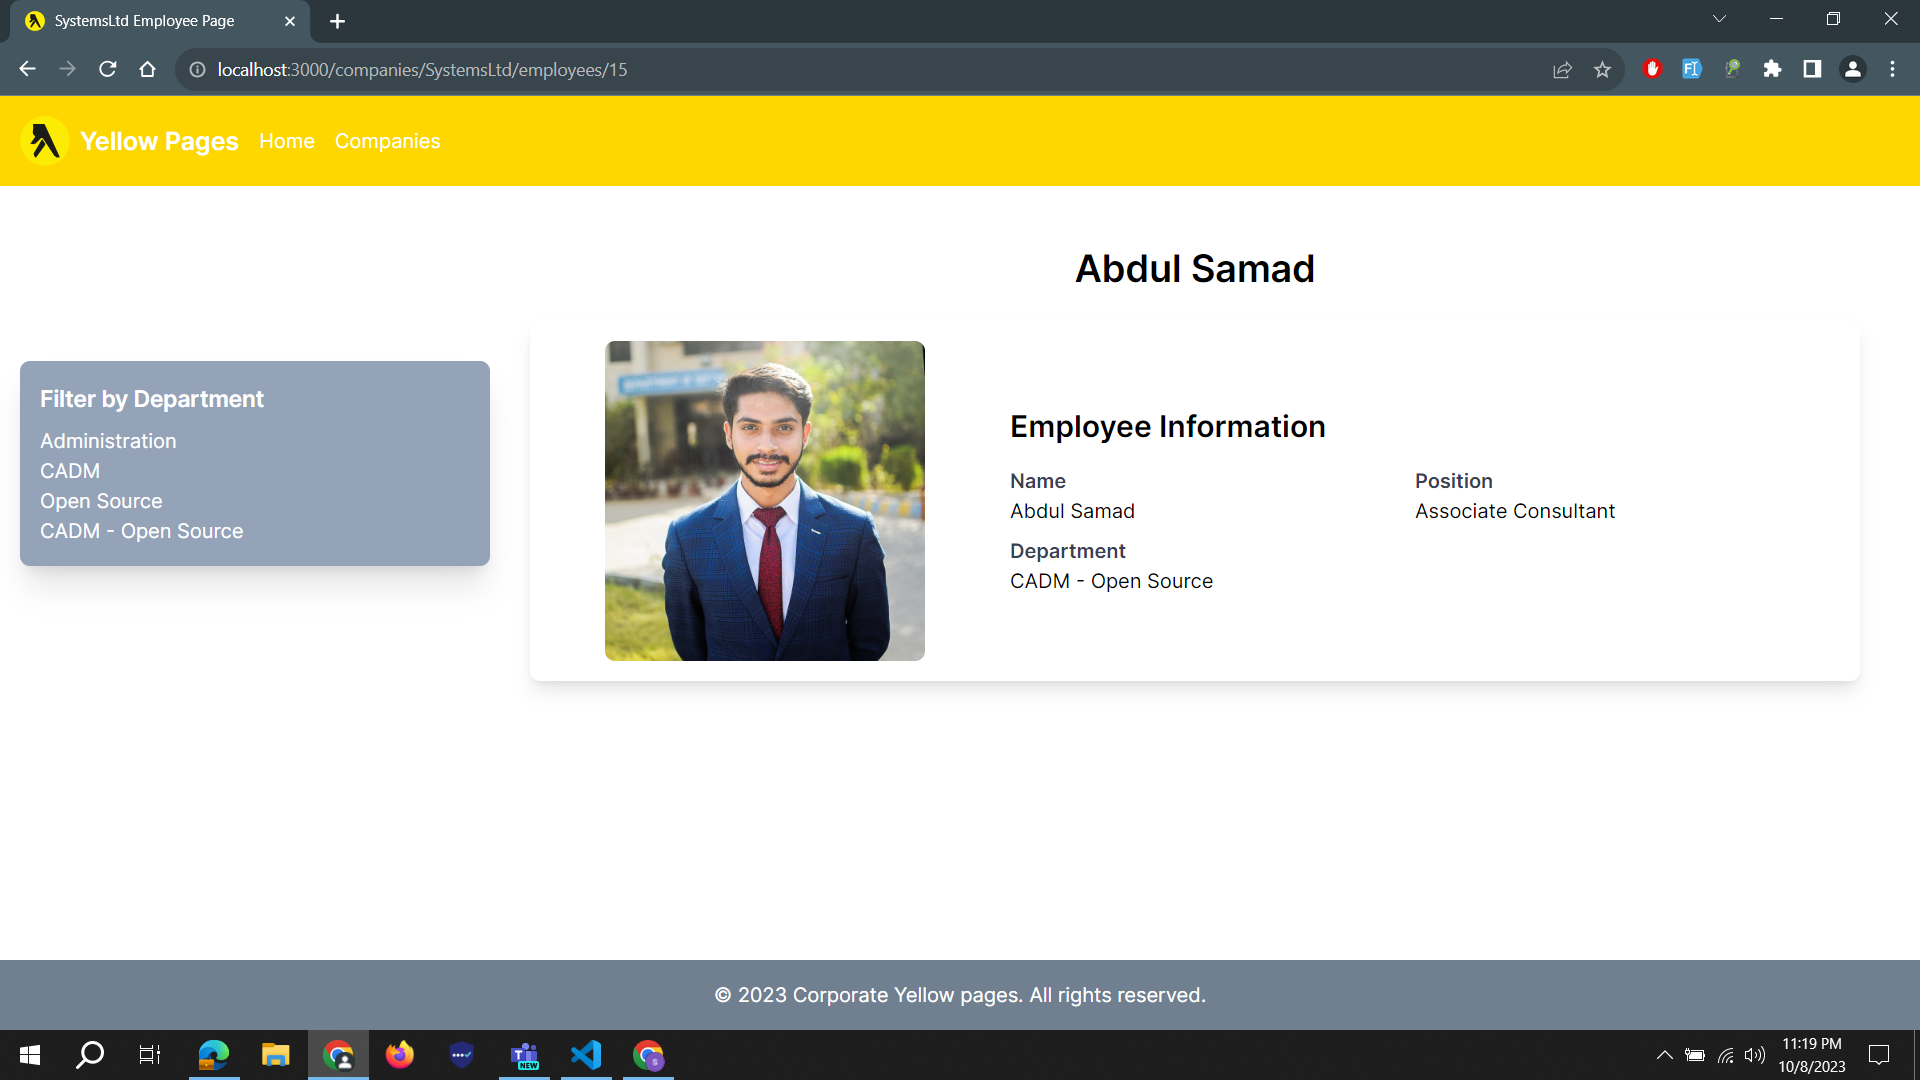 SystemsLtd Employee Page
localhost:3000/companies/SystemsLtd/employees/15
Yellow Pages Home Companies
Abdul Samad
Filter by Department
Administration
CADM
Open Source
CADM - Open Source
Employee Information
Name
Abdul Samad
Position
Associate Consultant
Department
CADM - Open Source
© 2023 Corporate Yellow pages. All rights reserved.
NEW
11:19 PM
10/8/2023